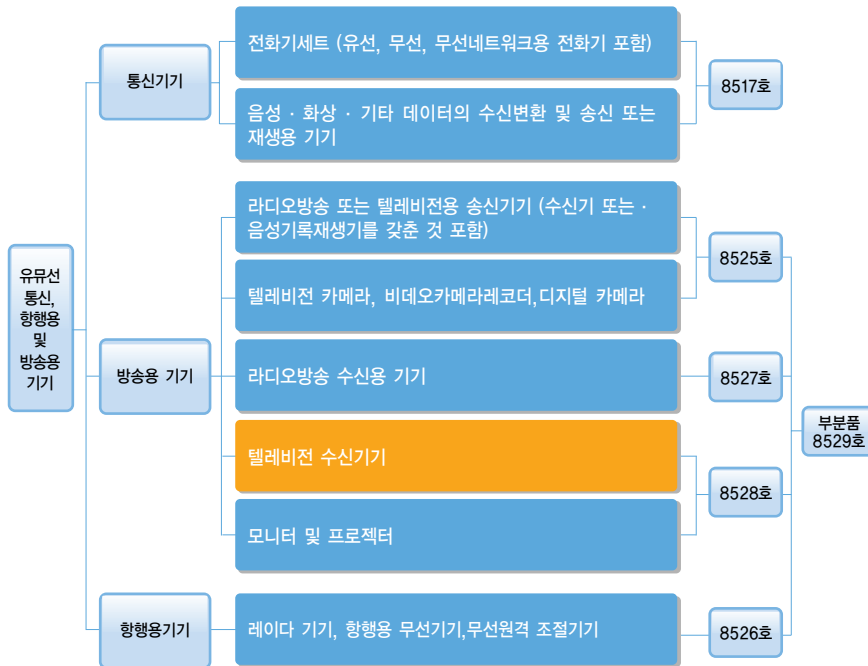 전화기세트 (유선, 무선, 무선네트워크용 전화기 포함)
통신기기
8517호
음성 · 화상 · 기타 데이터의 수신변환 및 송신 또는
재생용 기기
라디오방송 또는 텔레비전용 송신기기 (수신기 또는 ·
음성기록재생기를 갖춘 것 포함)
8525호
유뮤선
통신,
항행용
및
방송용
기기
텔레비전 카메라, 비데오카메라레코더,디지털 카메라
방송용 기기
라디오방송 수신용 기기
8527호
부분품
8529호
텔레비전 수신기기
8528호
모니터 및 프로젝터
항행용기기
레이다 기기, 항행용 무선기기,무선원격 조절기기
8526호